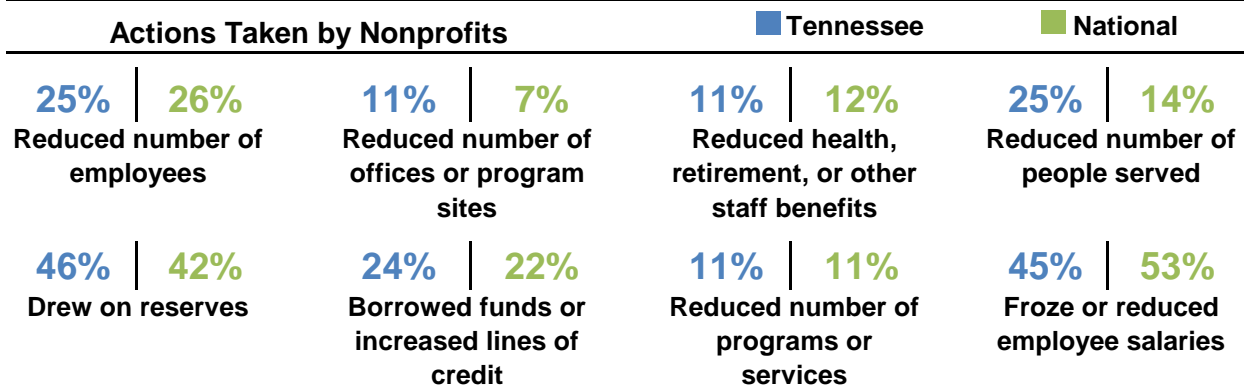 Actions Taken by Nonprofits
Tennessee
National
25% 26%
Reduced number of
employees
11% 7%
Reduced number of
offices or program
sites
11% 12%
Reduced health,
retirement, or other
staff benefits
25% 14%
Reduced number of
people served
46% 42%
Drew on reserves
24% 22%
Borrowed funds or
increased lines of
credit
11% 11%
Reduced number of
programs or
services
45% 53%
Froze or reduced
employee salaries